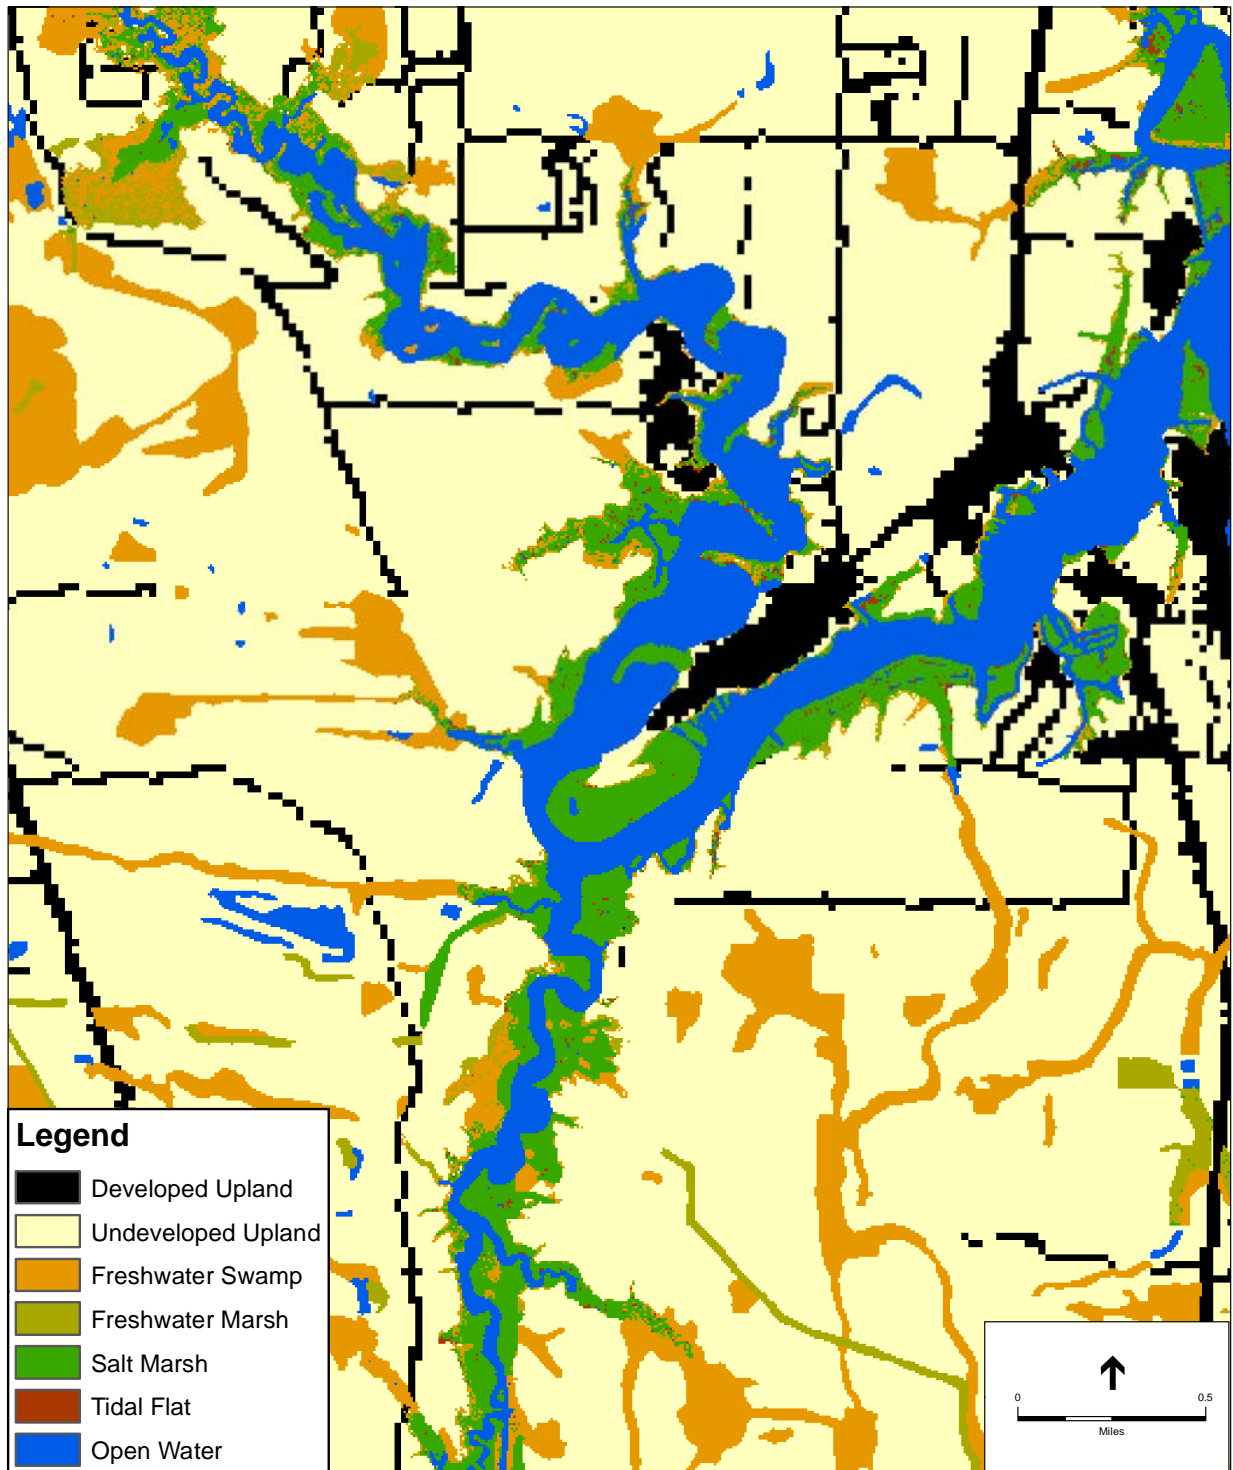 Legend
Developed Upland
Undeveloped Upland
Freshwater Swamp
Freshwater Marsh
Salt Marsh
Tidal Flat
Open Water
0 0.5
Miles